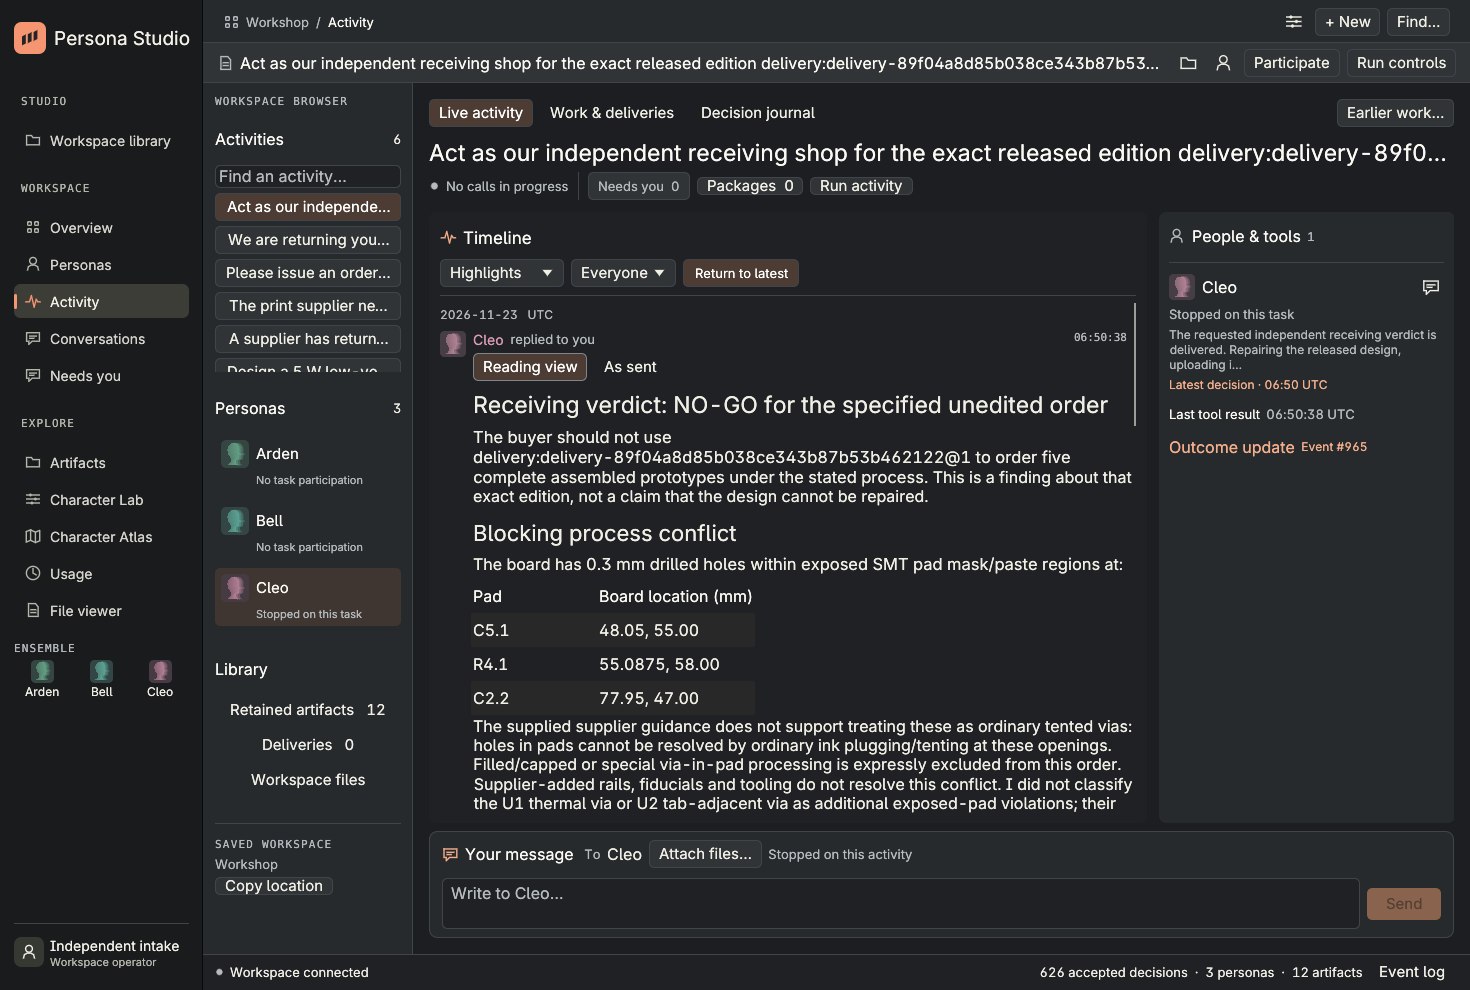 Persona Studio
STUDIO
Workspace library
WORKSPACE
Overview
Personas
Activity
Conversations
Needs you
EXPLORE
Artifacts
Character Lab
Character Atlas
Usage
File viewer
ENSEMBLE
Arden Bell Cleo
Independent intake
Workspace operator
Workshop / Activity
+ New Find...
Act as our independent receiving shop for the exact released edition delivery:delivery-89f04a8d85b038ce343b87b53...
Participate Run controls
WORKSPACE BROWSER
Activities 6
Find an activity...
Act as our independe...
We are returning you...
Please issue an order...
The print supplier ne...
A supplier has return...
Design a 5 W low-vo...
Personas 3
Arden
No task participation
Bell
No task participation
Cleo
Stopped on this task
Library
Retained artifacts 12
Deliveries 0
Workspace files
SAVED WORKSPACE
Workshop
Copy location
Live activity Work & deliveries Decision journal
Earlier work...
Act as our independent receiving shop for the exact released edition delivery:delivery-89f0...
No calls in progress Needs you 0 Packages 0 Run activity
Timeline
Highlights Everyone Return to latest
2026-11-23 UTC
Cleo replied to you 06:50:38
Reading view As sent
Receiving verdict: NO-GO for the specified unedited order
The buyer should not use
delivery:delivery-89f04a8d85b038ce343b87b53b462122@1 to order five
complete assembled prototypes under the stated process. This is a finding about that
exact edition, not a claim that the design cannot be repaired.
Blocking process conflict
The board has 0.3 mm drilled holes within exposed SMT pad mask/paste regions at:
Pad Board location (mm)
C5.1 48.05, 55.00
R4.1 55.0875, 58.00
C2.2 77.95, 47.00
The supplied supplier guidance does not support treating these as ordinary tented vias:
holes in pads cannot be resolved by ordinary ink plugging/tenting at these openings.
Filled/capped or special via-in-pad processing is expressly excluded from this order.
Supplier-added rails, fiducials and tooling do not resolve this conflict. I did not classify
the U1 thermal via or U2 tab-adjacent via as additional exposed-pad violations; their
People & tools 1
Cleo
Stopped on this task
The requested independent receiving verdict is
delivered. Repairing the released design,
uploading i...
Latest decision · 06:50 UTC
Last tool result 06:50:38 UTC
Outcome update Event #965
Your message To Cleo Attach files... Stopped on this activity
Write to Cleo...
Send
Workspace connected
626 accepted decisions · 3 personas · 12 artifacts Event log